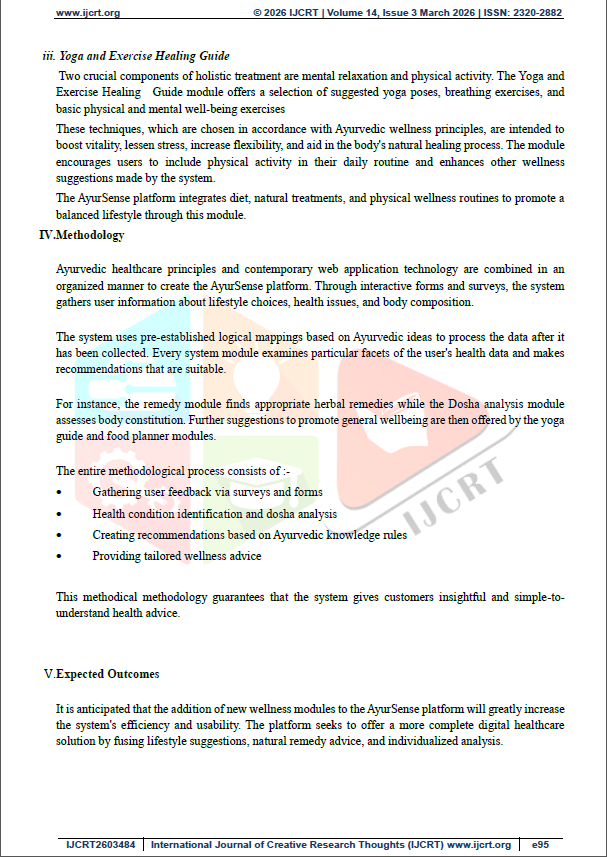 www.ijcrt.org © 2026 IJCRT | Volume 14, Issue 3 March 2026 | ISSN: 2320-2882
iii. Yoga and Exercise Healing Guide
Two crucial components of holistic treatment are mental relaxation and physical activity. The Yoga and
Exercise Healing Guide module offers a selection of suggested yoga poses, breathing exercises, and
basic physical and mental well-being exercises
These techniques, which are chosen in accordance with Ayurvedic wellness principles, are intended to
boost vitality, lessen stress, increase flexibility, and aid in the body's natural healing process. The module
encourages users to include physical activity in their daily routine and enhances other wellness
suggestions made by the system.
The AyurSense platform integrates diet, natural treatments, and physical wellness routines to promote a
balanced lifestyle through this module.
IV.Methodology
Ayurvedic healthcare principles and contemporary web application technology are combined in an
organized manner to create the AyurSense platform. Through interactive forms and surveys, the system
gathers user information about lifestyle choices, health issues, and body composition.
The system uses pre-established logical mappings based on Ayurvedic ideas to process the data after it
has been collected. Every system module examines particular facets of the user's health data and makes
recommendations that are suitable.
For instance, the remedy module finds appropriate herbal remedies while the Dosha analysis module
assesses body constitution. Further suggestions to promote general wellbeing are then offered by the yoga
guide and food planner modules.
The entire methodological process consists of :-
• Gathering user feedback via surveys and forms
• Health condition identification and dosha analysis
• Creating recommendations based on Ayurvedic knowledge rules
• Providing tailored wellness advice
IJCRT
This methodical methodology guarantees that the system gives customers insightful and simple-to-
understand health advice.
V.Expected Outcomes
It is anticipated that the addition of new wellness modules to the AyurSense platform will greatly increase
the system's efficiency and usability. The platform seeks to offer a more complete digital healthcare
solution by fusing lifestyle suggestions, natural remedy advice, and individualized analysis.
IJCRT2603484 International Journal of Creative Research Thoughts (IJCRT) www.ijcrt.org e95